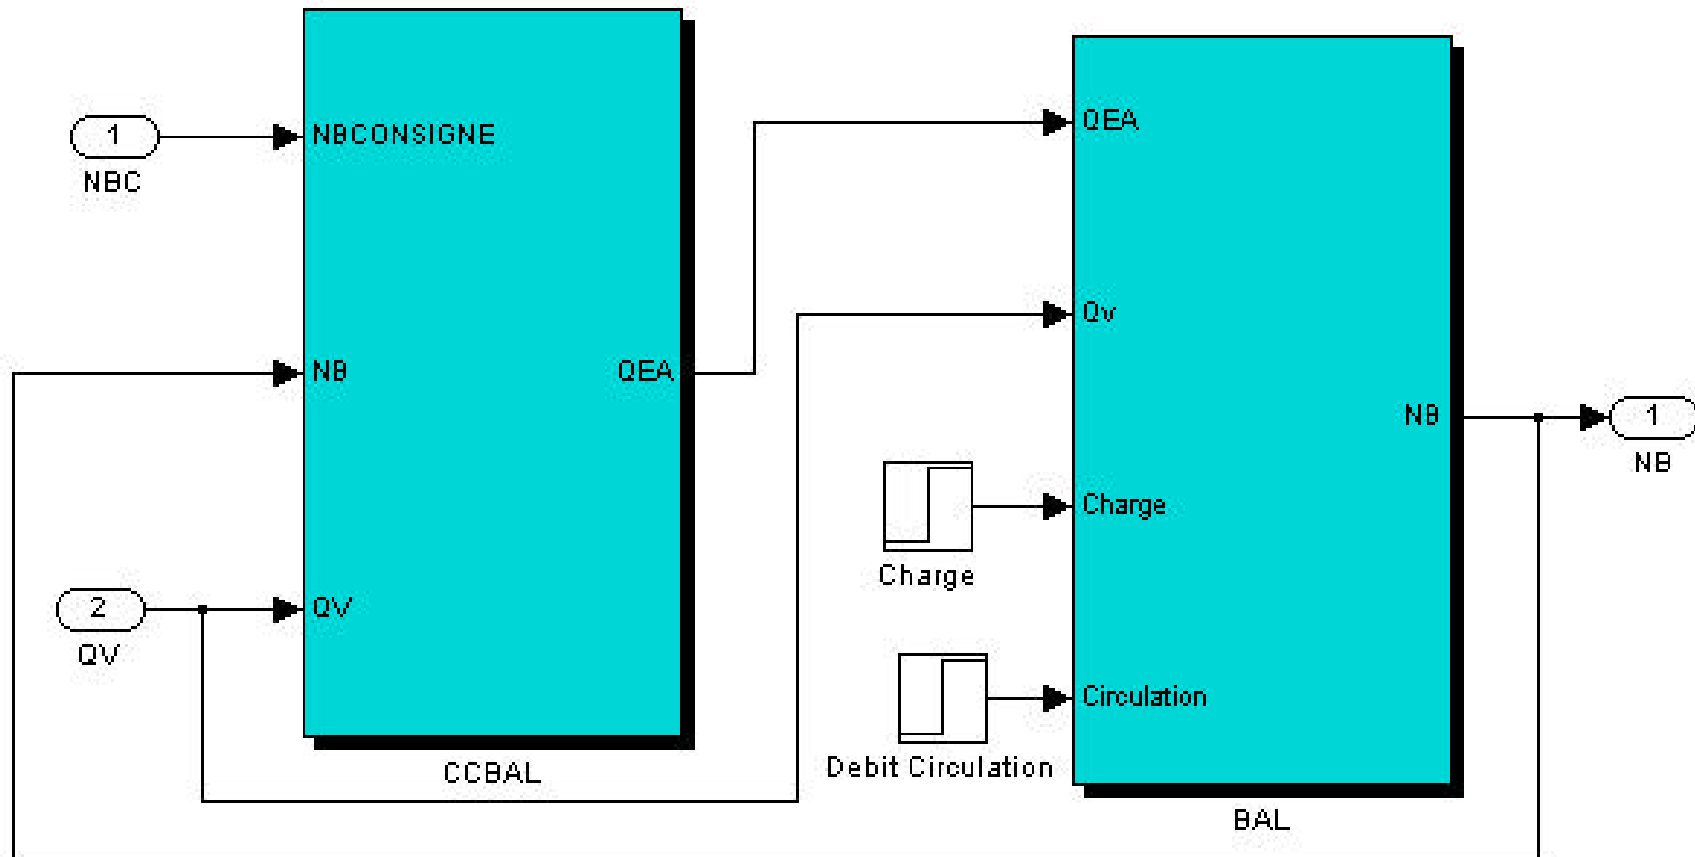 1
NBC
NBCONSIGNE
NB
QEA
2
QV
QV
CCBAL
QEA
Qv
NB
1
NB
Charge
Charge
Circulation
Debit Circulation
BAL